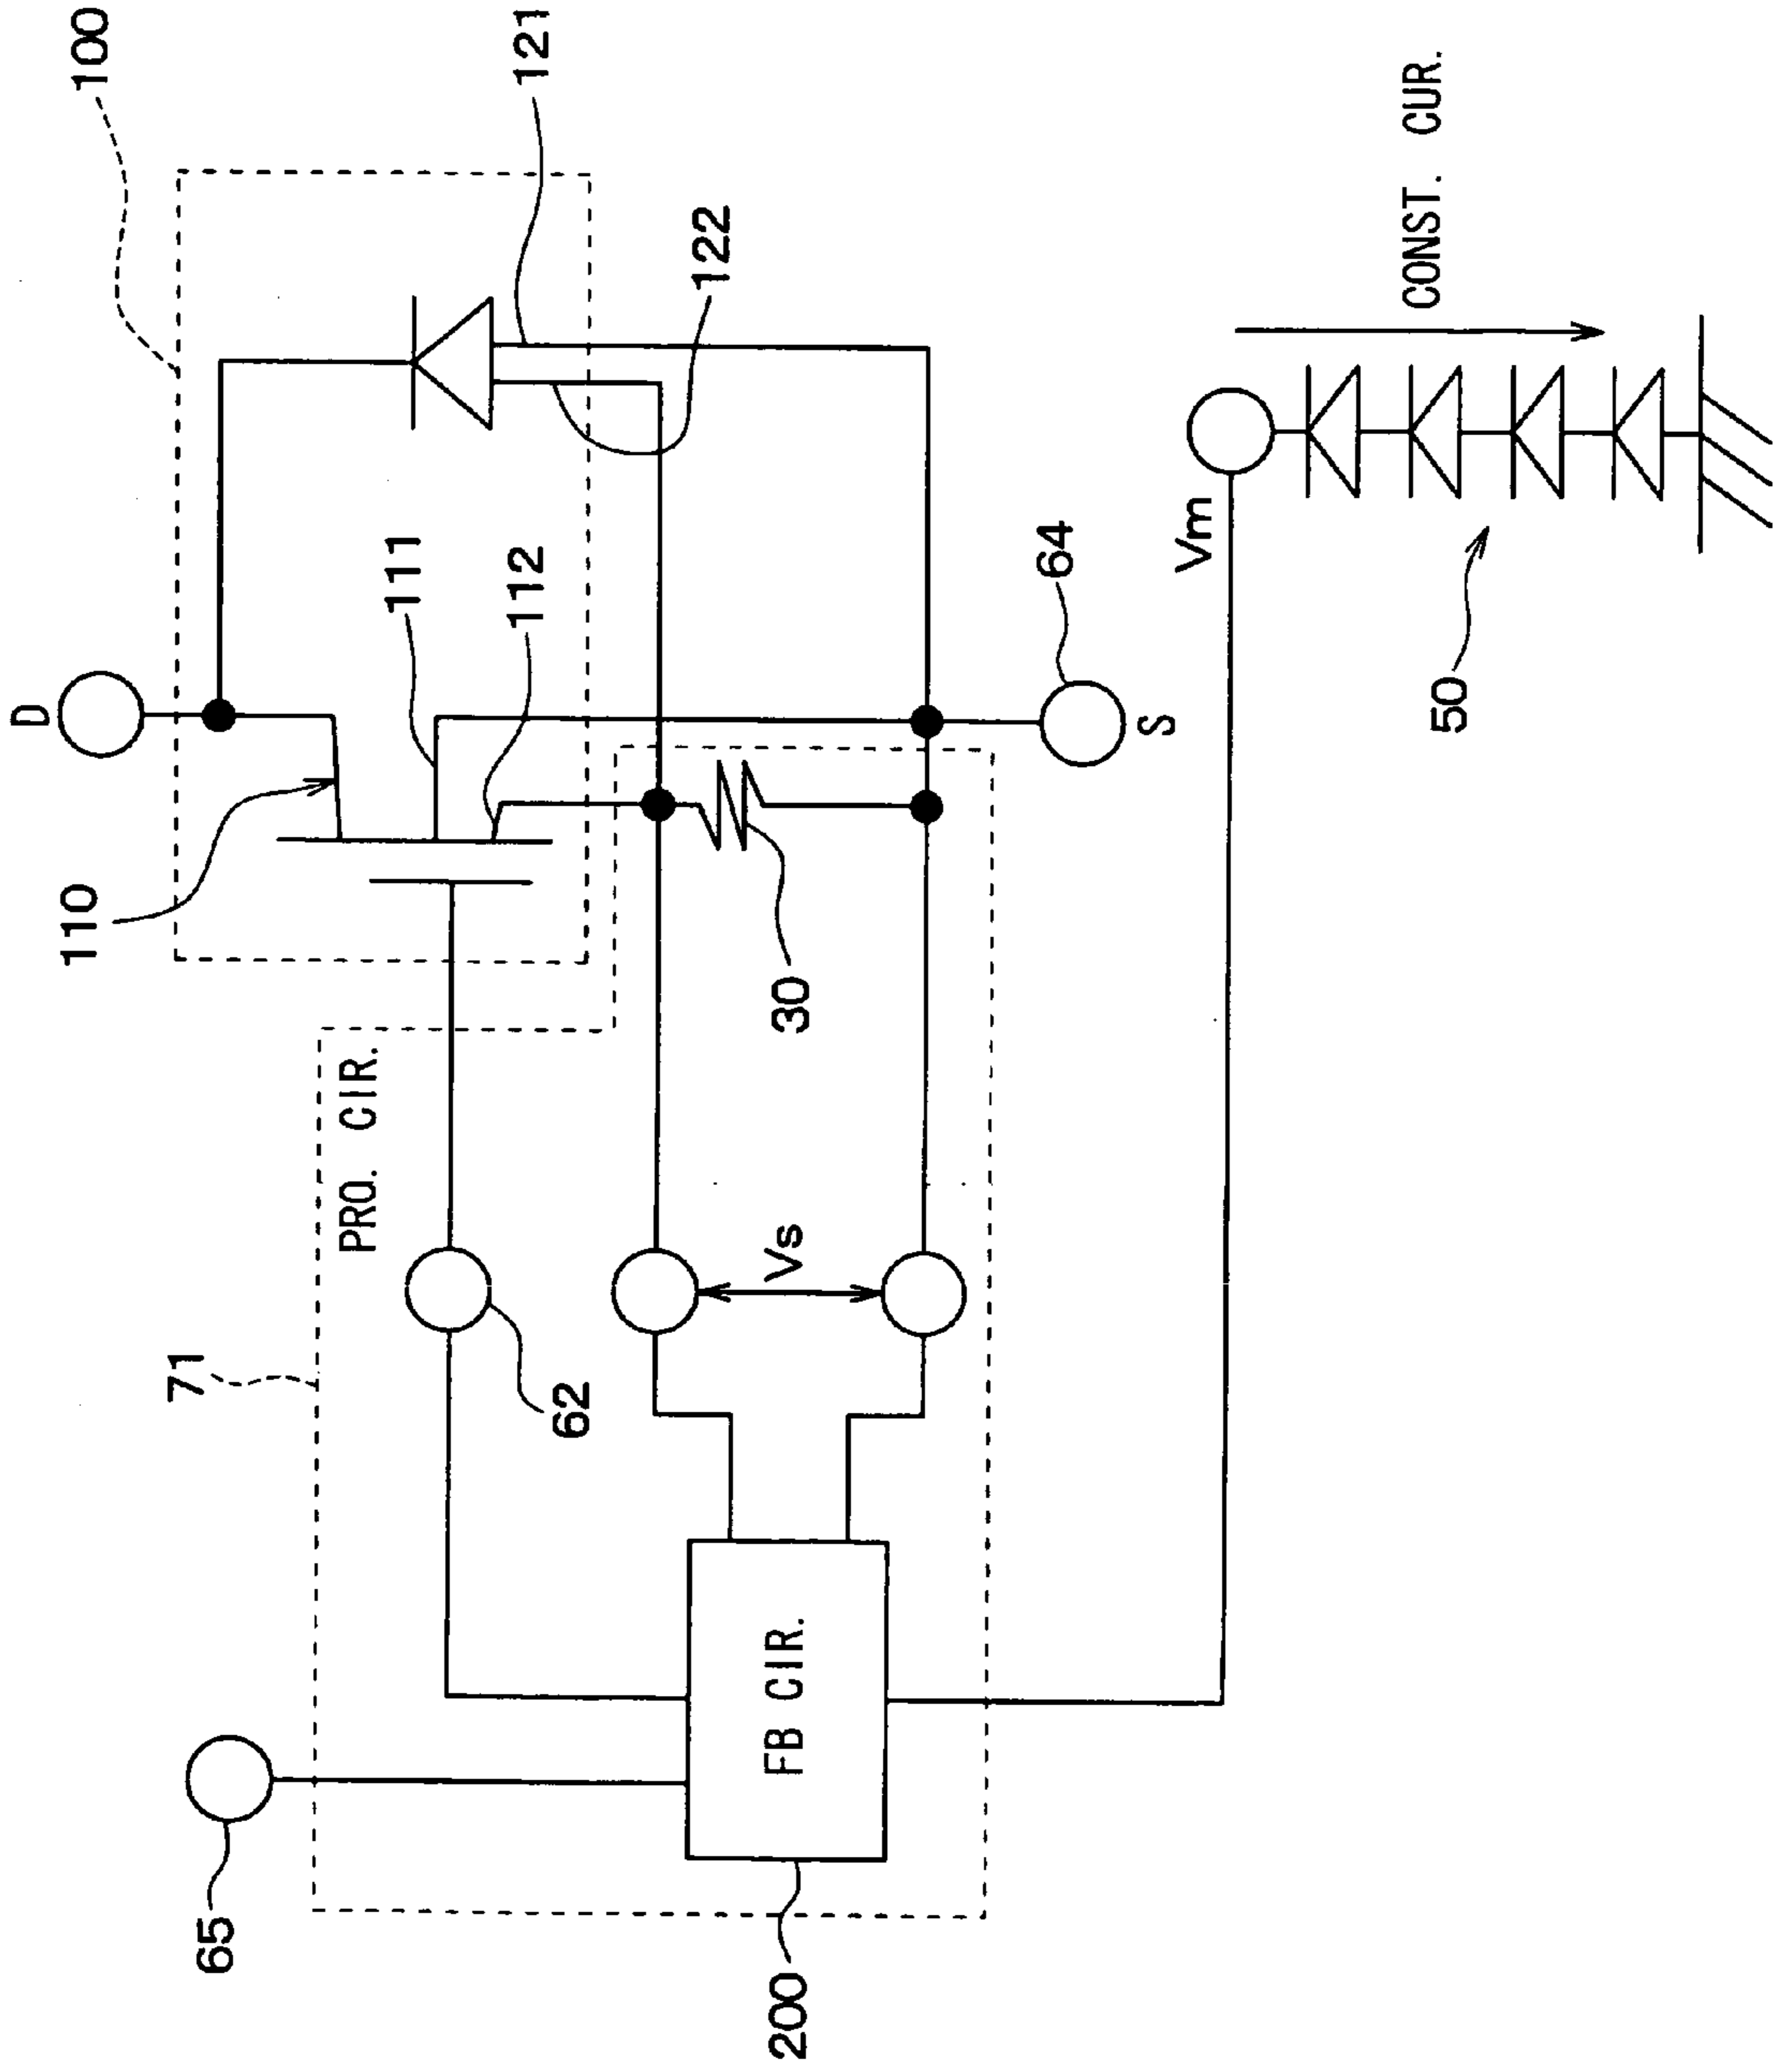 100
D
121
110
111
112
122
71
PRO. CIR.
65
62
Vs
30
64
S
FB CIR.
200
Vm
50
CONST. CUR.